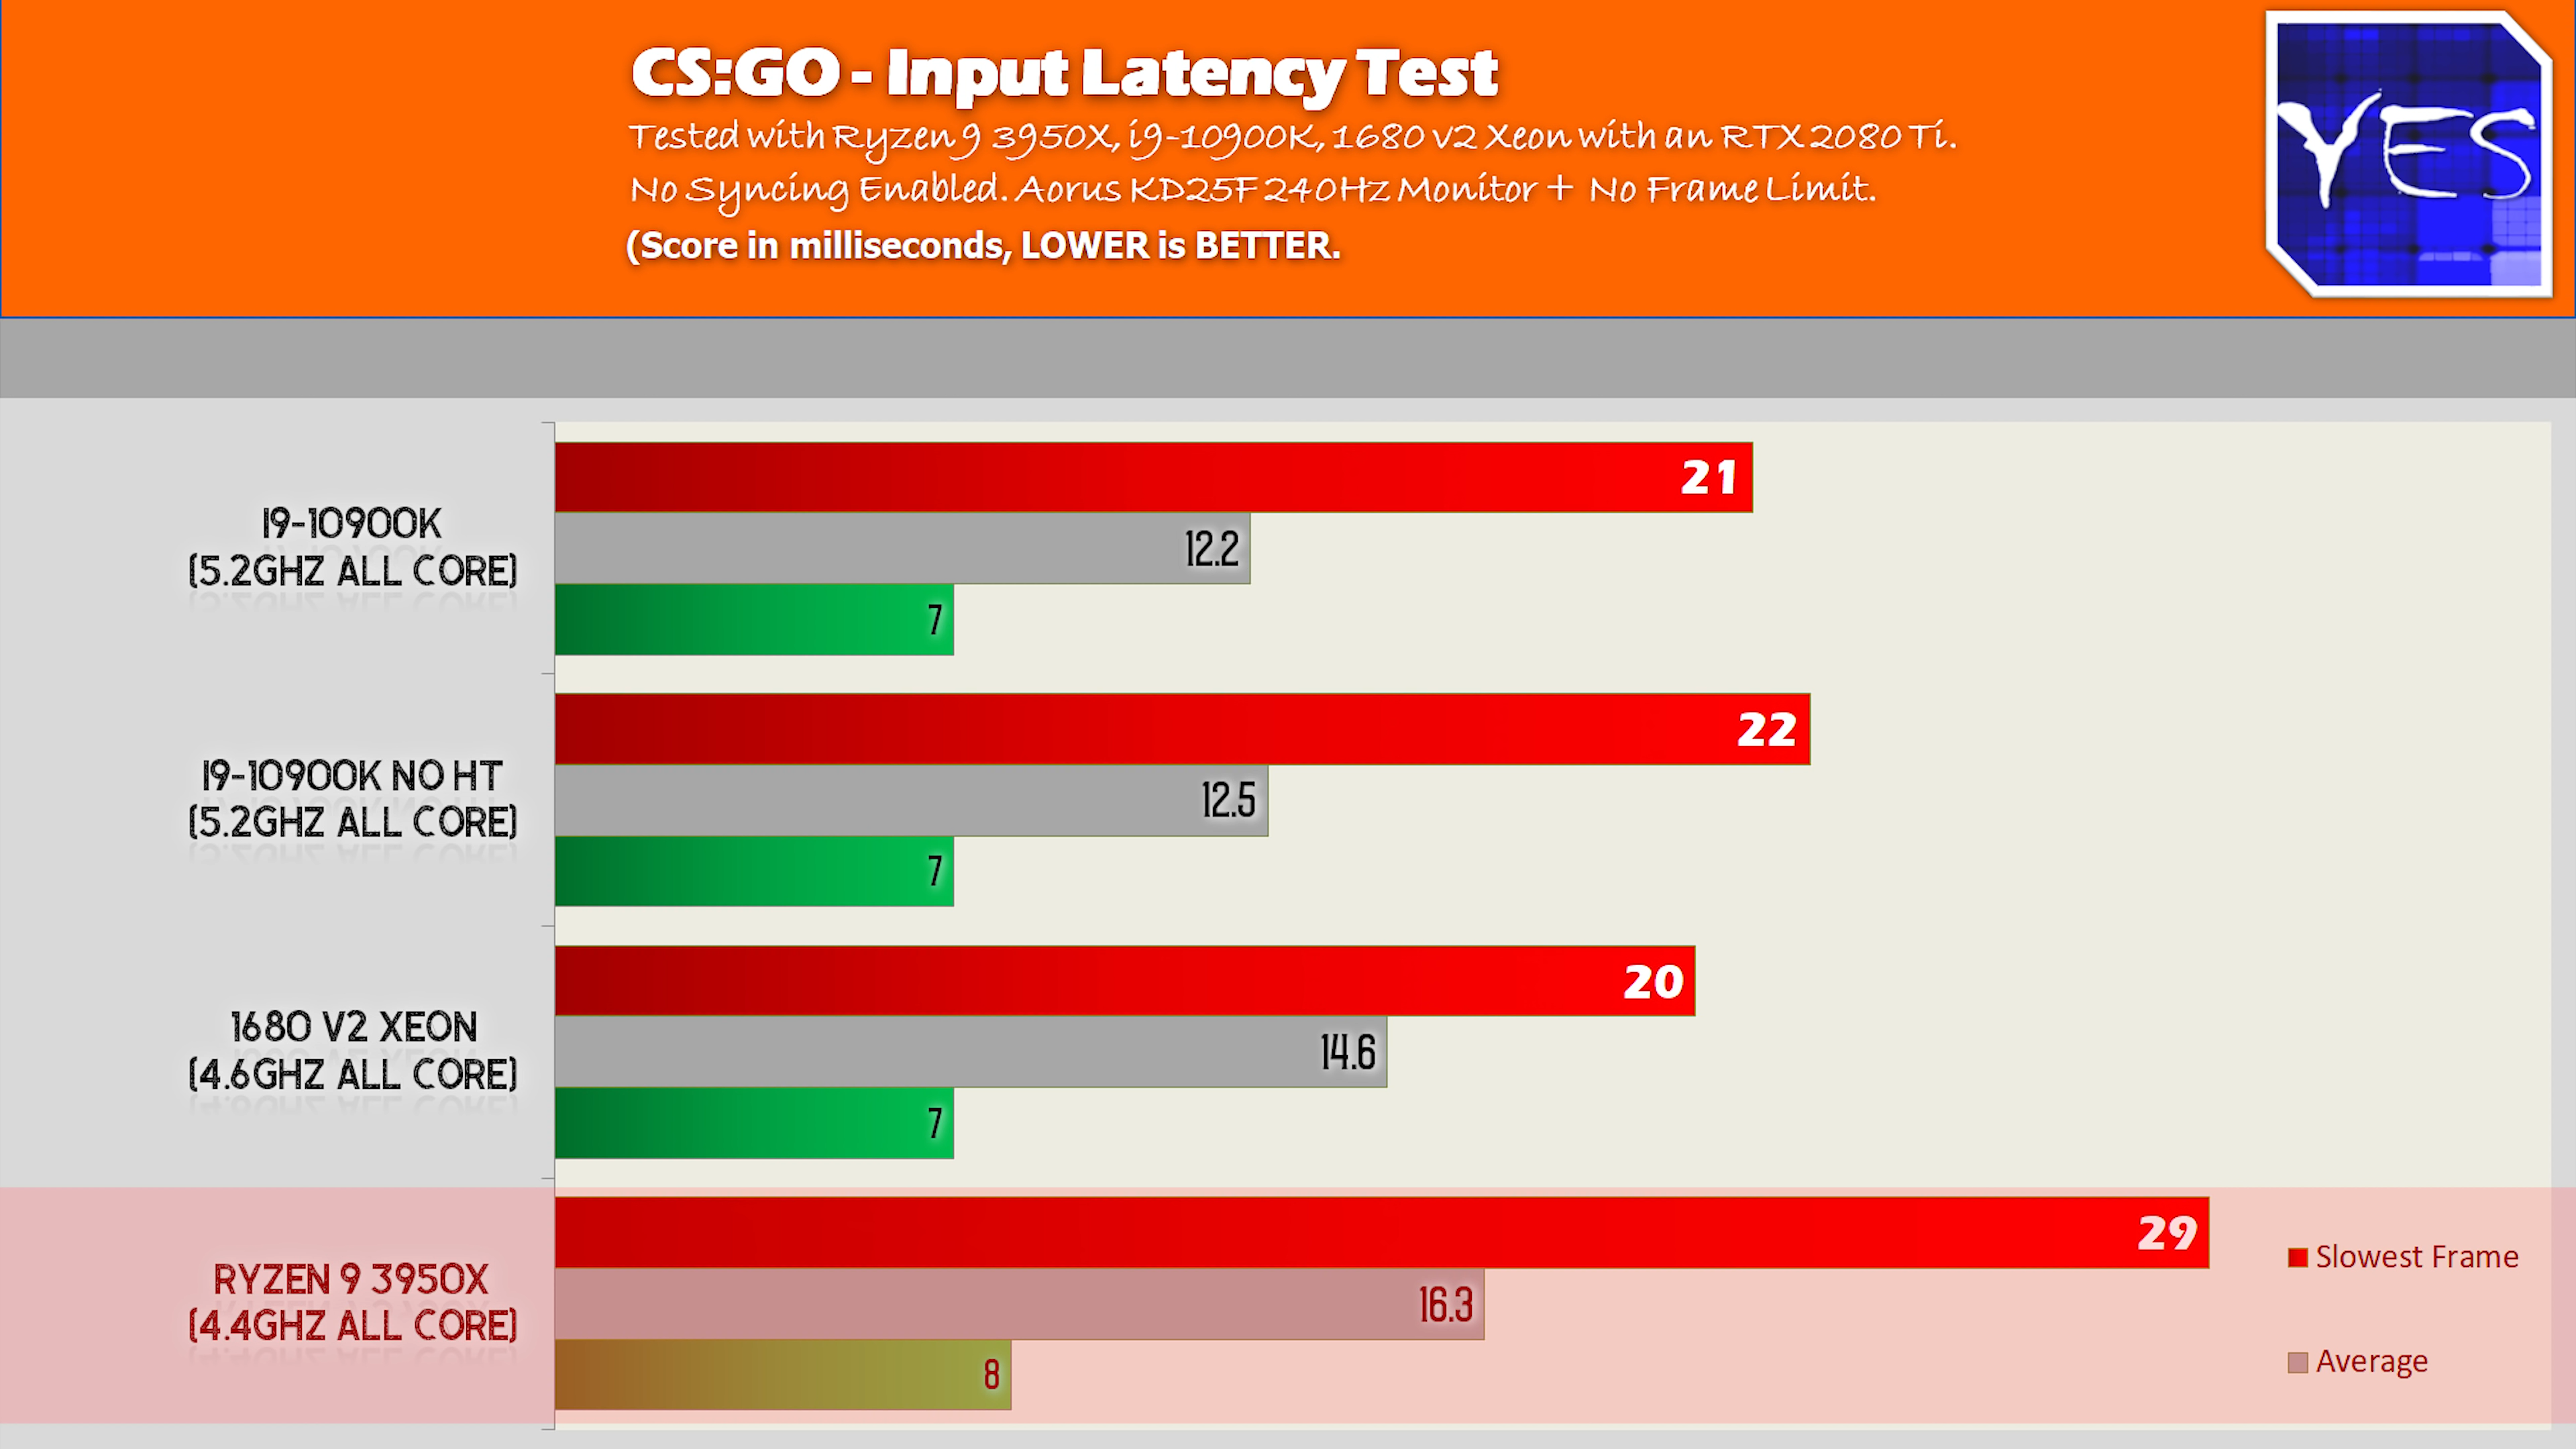 CS:GO - Input Latency Test
Tested with Ryzen 9 3950X, i9-10900K, 1680 v2 Xeon with an RTX 2080 Ti.
No Syncing Enabled. Aorus KD25F 240Hz Monitor + No Frame Limit.
(Score in milliseconds, LOWER is BETTER.
YES
I9-10900K
(5.2GHZ ALL CORE)
21
12.2
7
I9-10900K NO HT
(5.2GHZ ALL CORE)
22
12.5
7
1680 V2 XEON
(4.6GHZ ALL CORE)
20
14.6
7
RYZEN 9 3950X
(4.4GHZ ALL CORE)
29
16.3
8
Slowest Frame
Average